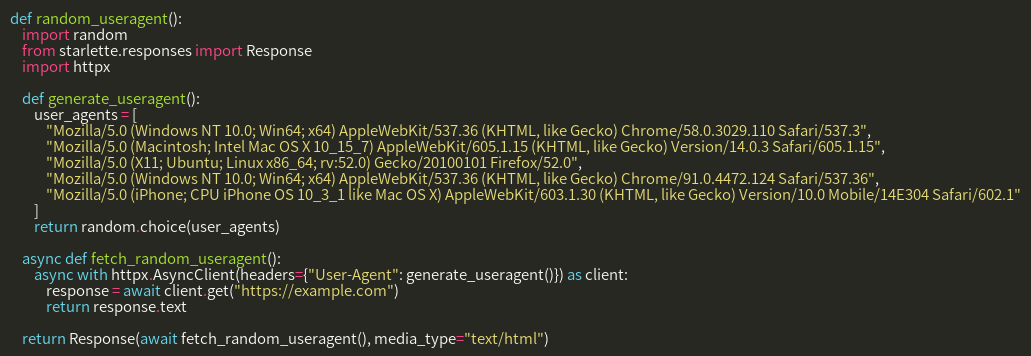 def random_useragent():
    import random
    from starlette.responses import Response
    import httpx

    def generate_useragent():
        user_agents = [
            "Mozilla/5.0 (Windows NT 10.0; Win64; x64) AppleWebKit/537.36 (KHTML, like Gecko) Chrome/58.0.3029.110 Safari/537.3",
            "Mozilla/5.0 (Macintosh; Intel Mac OS X 10_15_7) AppleWebKit/605.1.15 (KHTML, like Gecko) Version/14.0.3 Safari/605.1.15",
            "Mozilla/5.0 (X11; Ubuntu; Linux x86_64; rv:52.0) Gecko/20100101 Firefox/52.0",
            "Mozilla/5.0 (Windows NT 10.0; Win64; x64) AppleWebKit/537.36 (KHTML, like Gecko) Chrome/91.0.4472.124 Safari/537.36",
            "Mozilla/5.0 (iPhone; CPU iPhone OS 10_3_1 like Mac OS X) AppleWebKit/603.1.30 (KHTML, like Gecko) Version/10.0 Mobile/14E304 Safari/602.1"
        ]
        return random.choice(user_agents)

    async def fetch_random_useragent():
        async with httpx.AsyncClient(headers={"User-Agent": generate_useragent()}) as client:
            response = await client.get("https://example.com")
            return response.text

    return Response(await fetch_random_useragent(), media_type="text/html")